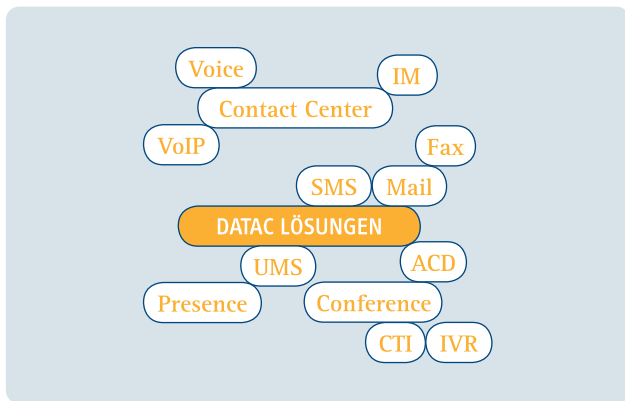 Voice
IM
Contact Center
VoIP
Fax
SMS
Mail
DATAC LÖSUNGEN
UMS
ACD
Presence
Conference
CTI
IVR